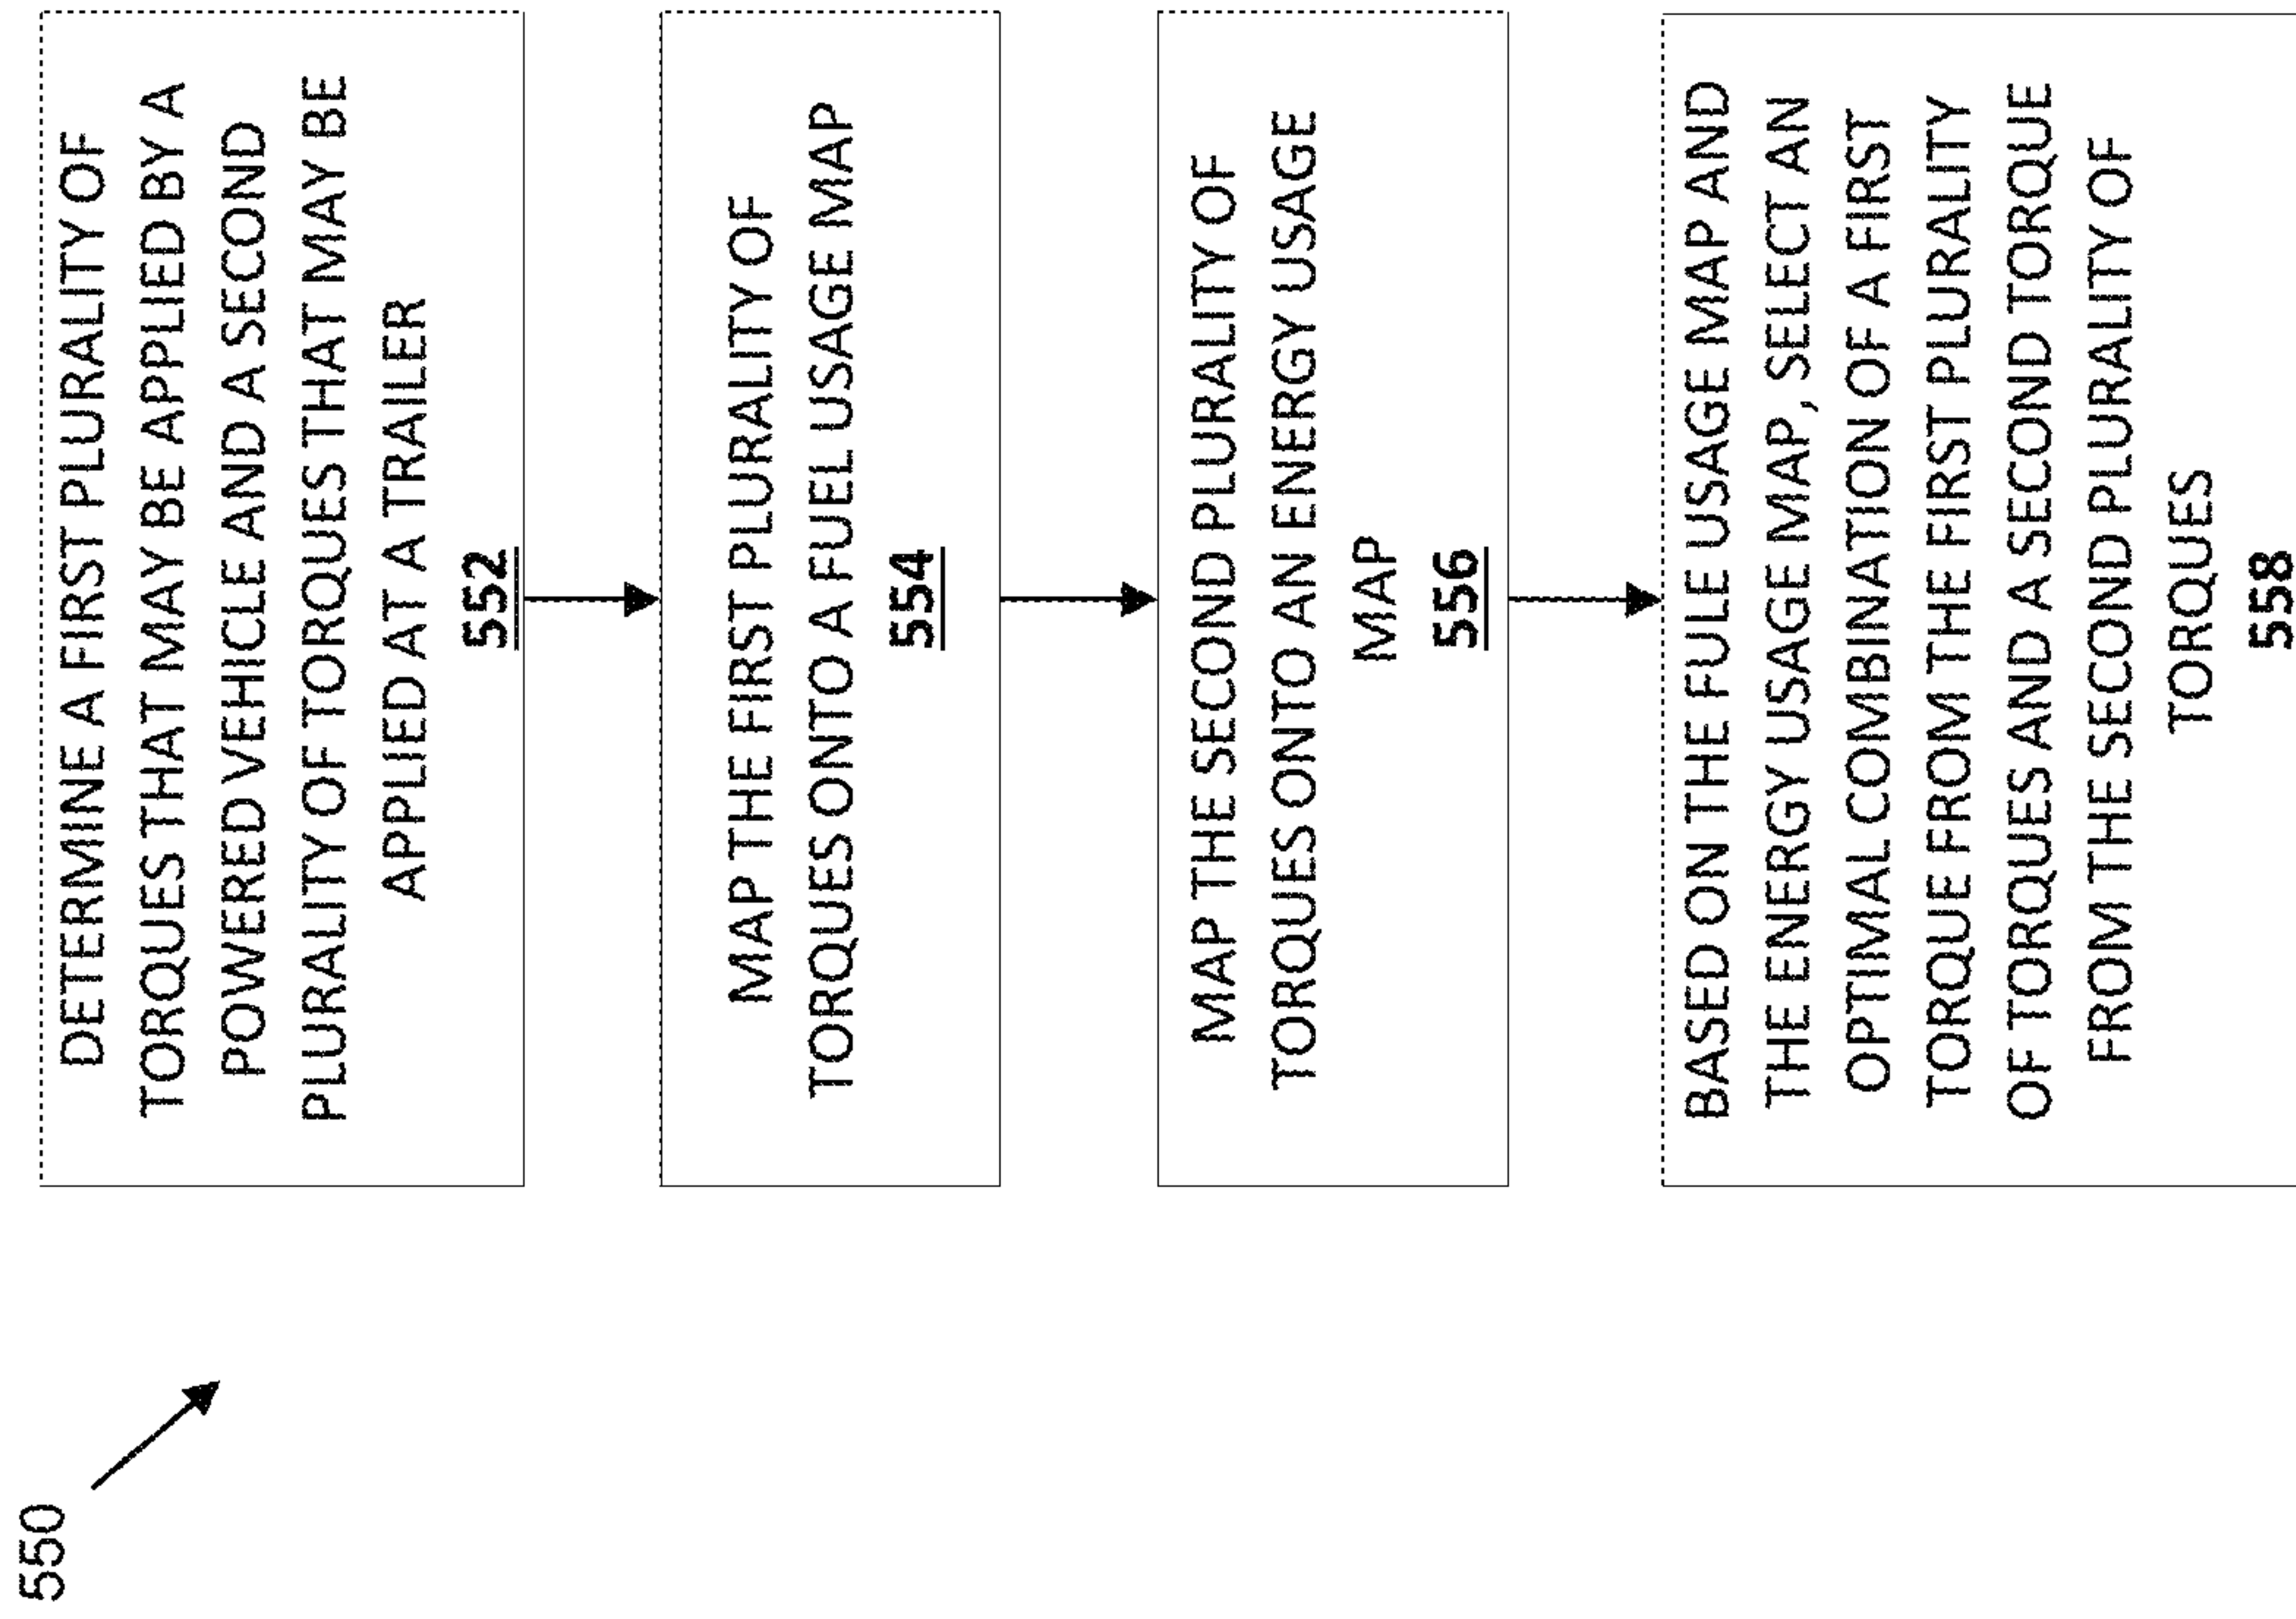 550
DETERMINE A FIRST PLURALITY OF
TORQUES THAT MAY BE APPLIED BY A
POWERED VEHICLE AND A SECOND
PLURALITY OF TORQUES THAT MAY BE
APPLIED AT A TRAILER
552
MAP THE FIRST PLURALITY OF
TORQUES ONTO A FUEL USAGE MAP
554
MAP THE SECOND PLURALITY OF
TORQUES ONTO AN ENERGY USAGE
MAP
556
BASED ON THE FULE USAGE MAP AND
THE ENERGY USAGE MAP, SELECT AN
OPTIMAL COMBINATION OF A FIRST
TORQUE FROM THE FIRST PLURALITY
OF TORQUES AND A SECOND TORQUE
FROM THE SECOND PLURALITY OF
TORQUES
558